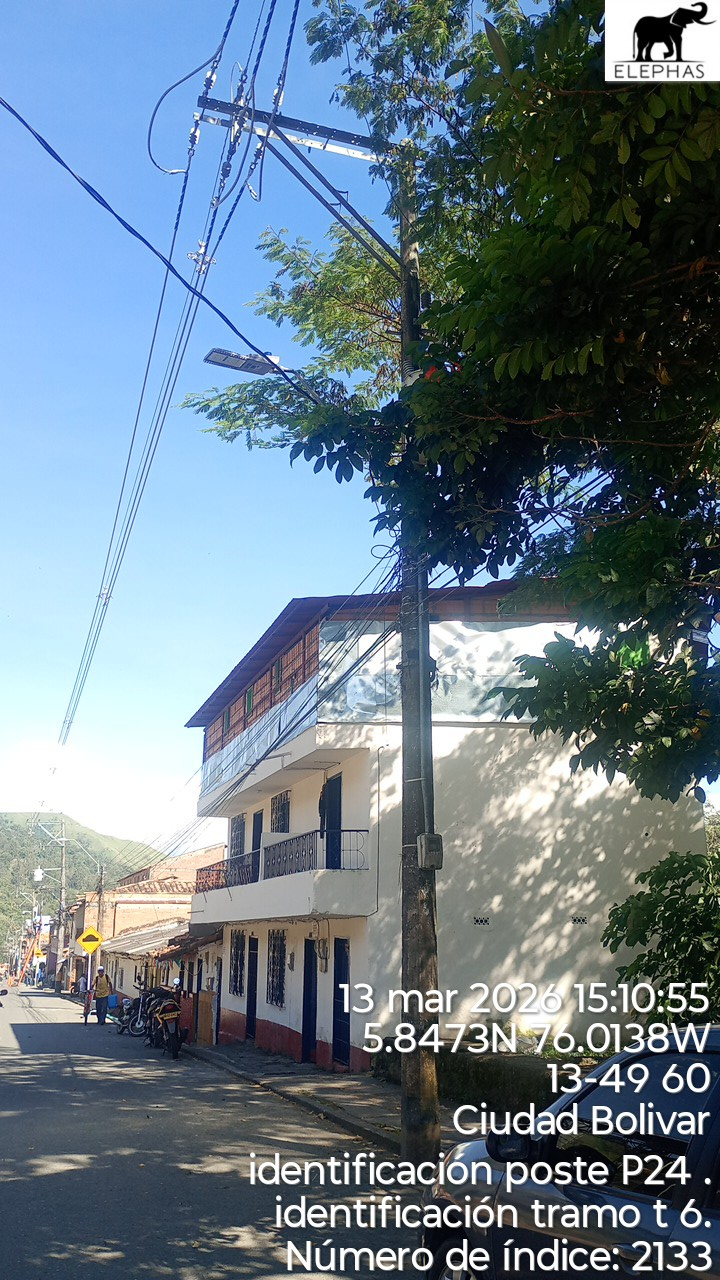 ELEPHAS
13 mar 2026 15:10:55
5.8473N 76.0138W
13-49 60
Ciudad Bolivar
identificación poste P24 .
identificación tramo t 6.
Número de índice: 2133